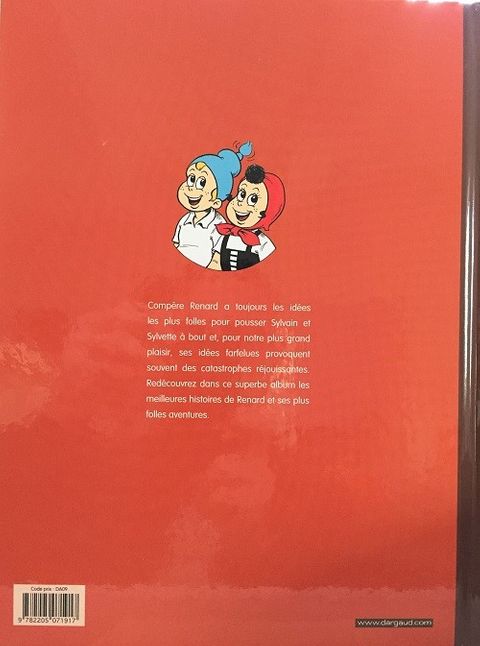 Compère Renard a toujours les idées
les plus folles pour pousser Sylvain et
Sylvette à bout et, pour notre plus grand
plaisir, ses idées farfelues provoquent
souvent des catastrophes réjouissantes.
Redécouvrez dans ce superbe album les
meilleures histoires de Renard et ses plus
folles aventures.
Code prix : DA09
9 782205 071917
www.dargaud.com